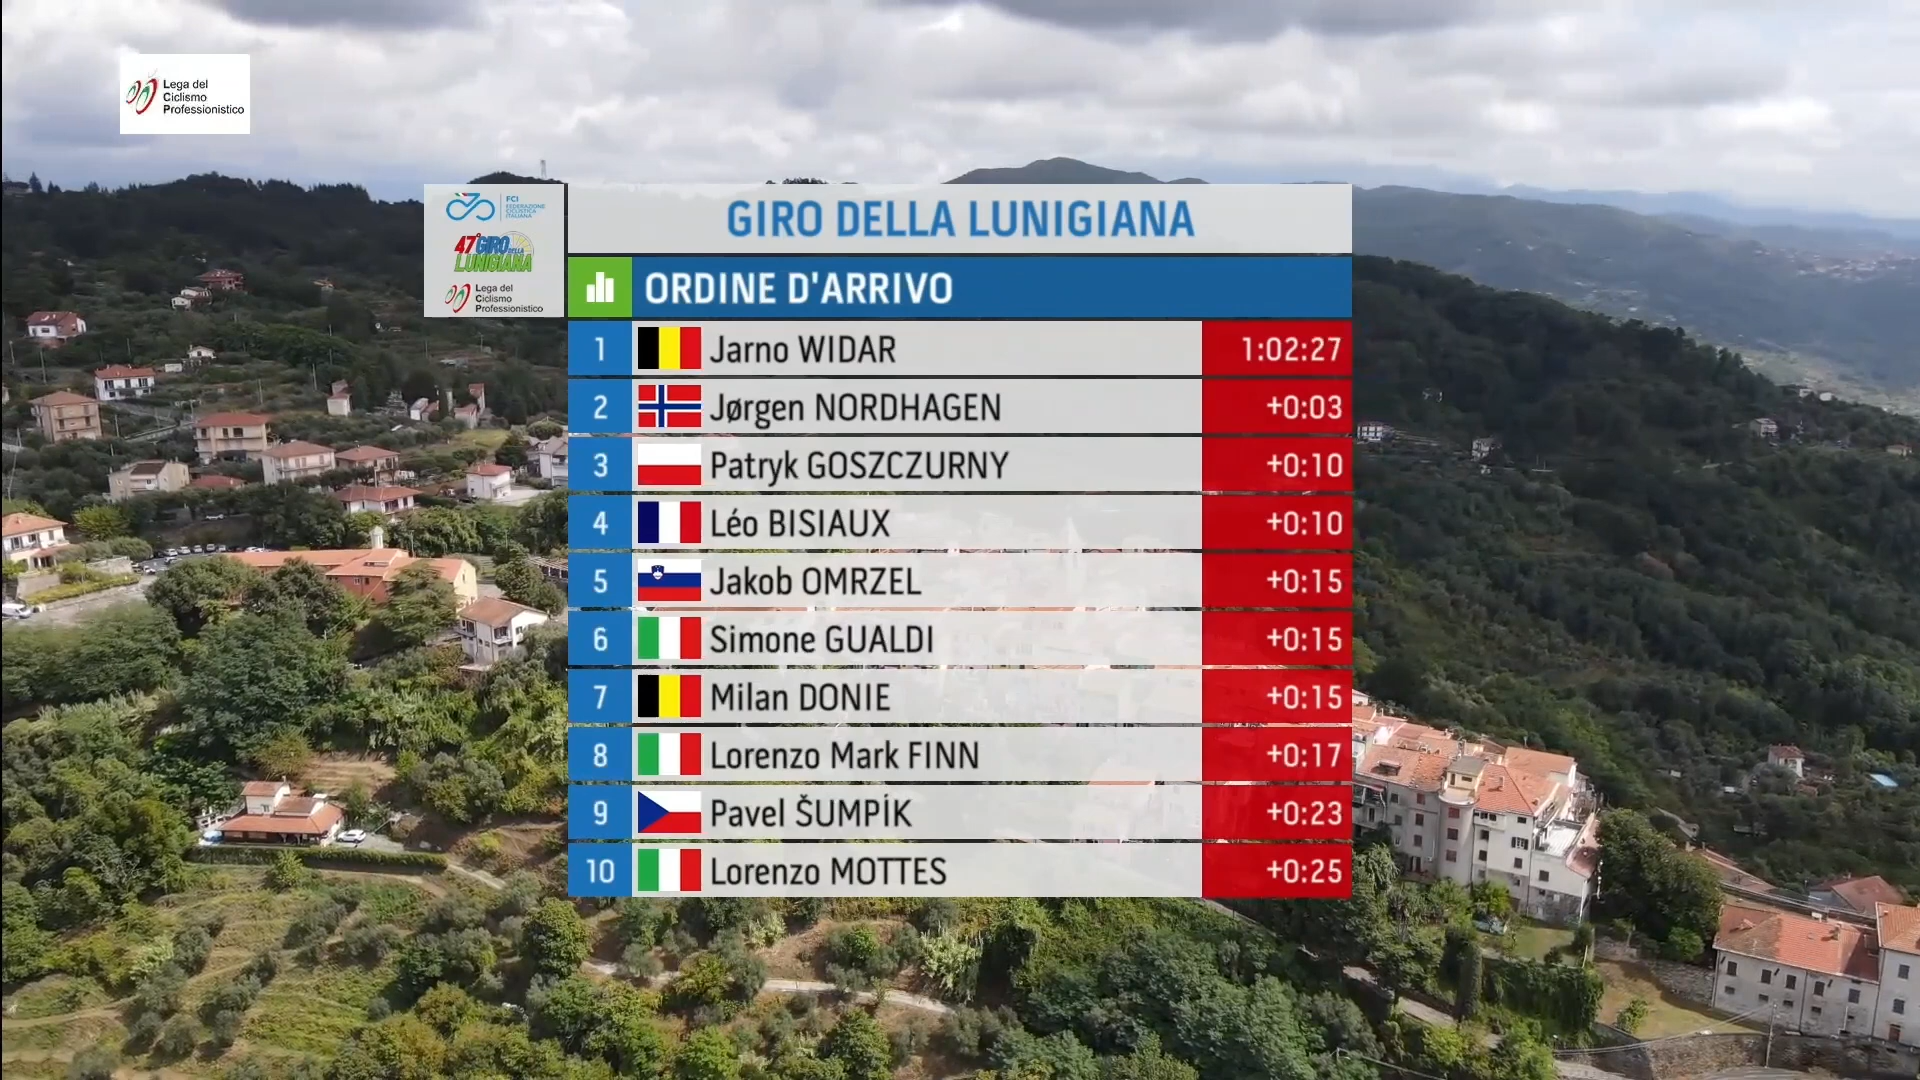 Lega del
Ciclismo
Professionistico
FCI
FEDERAZIONE
CICLISTICA
ITALIANA
47° GIRO DELLA
LUNIGIANA
Lega del
Ciclismo
Professionistico
GIRO DELLA LUNIGIANA
ORDINE D'ARRIVO
1 Jarno WIDAR 1:02:27
2 Jørgen NORDHAGEN +0:03
3 Patryk GOSZCZURNY +0:10
4 Léo BISIAUX +0:10
5 Jakob OMRZEL +0:15
6 Simone GUALDI +0:15
7 Milan DONIE +0:15
8 Lorenzo Mark FINN +0:17
9 Pavel ŠUMPÍK +0:23
10 Lorenzo MOTTES +0:25